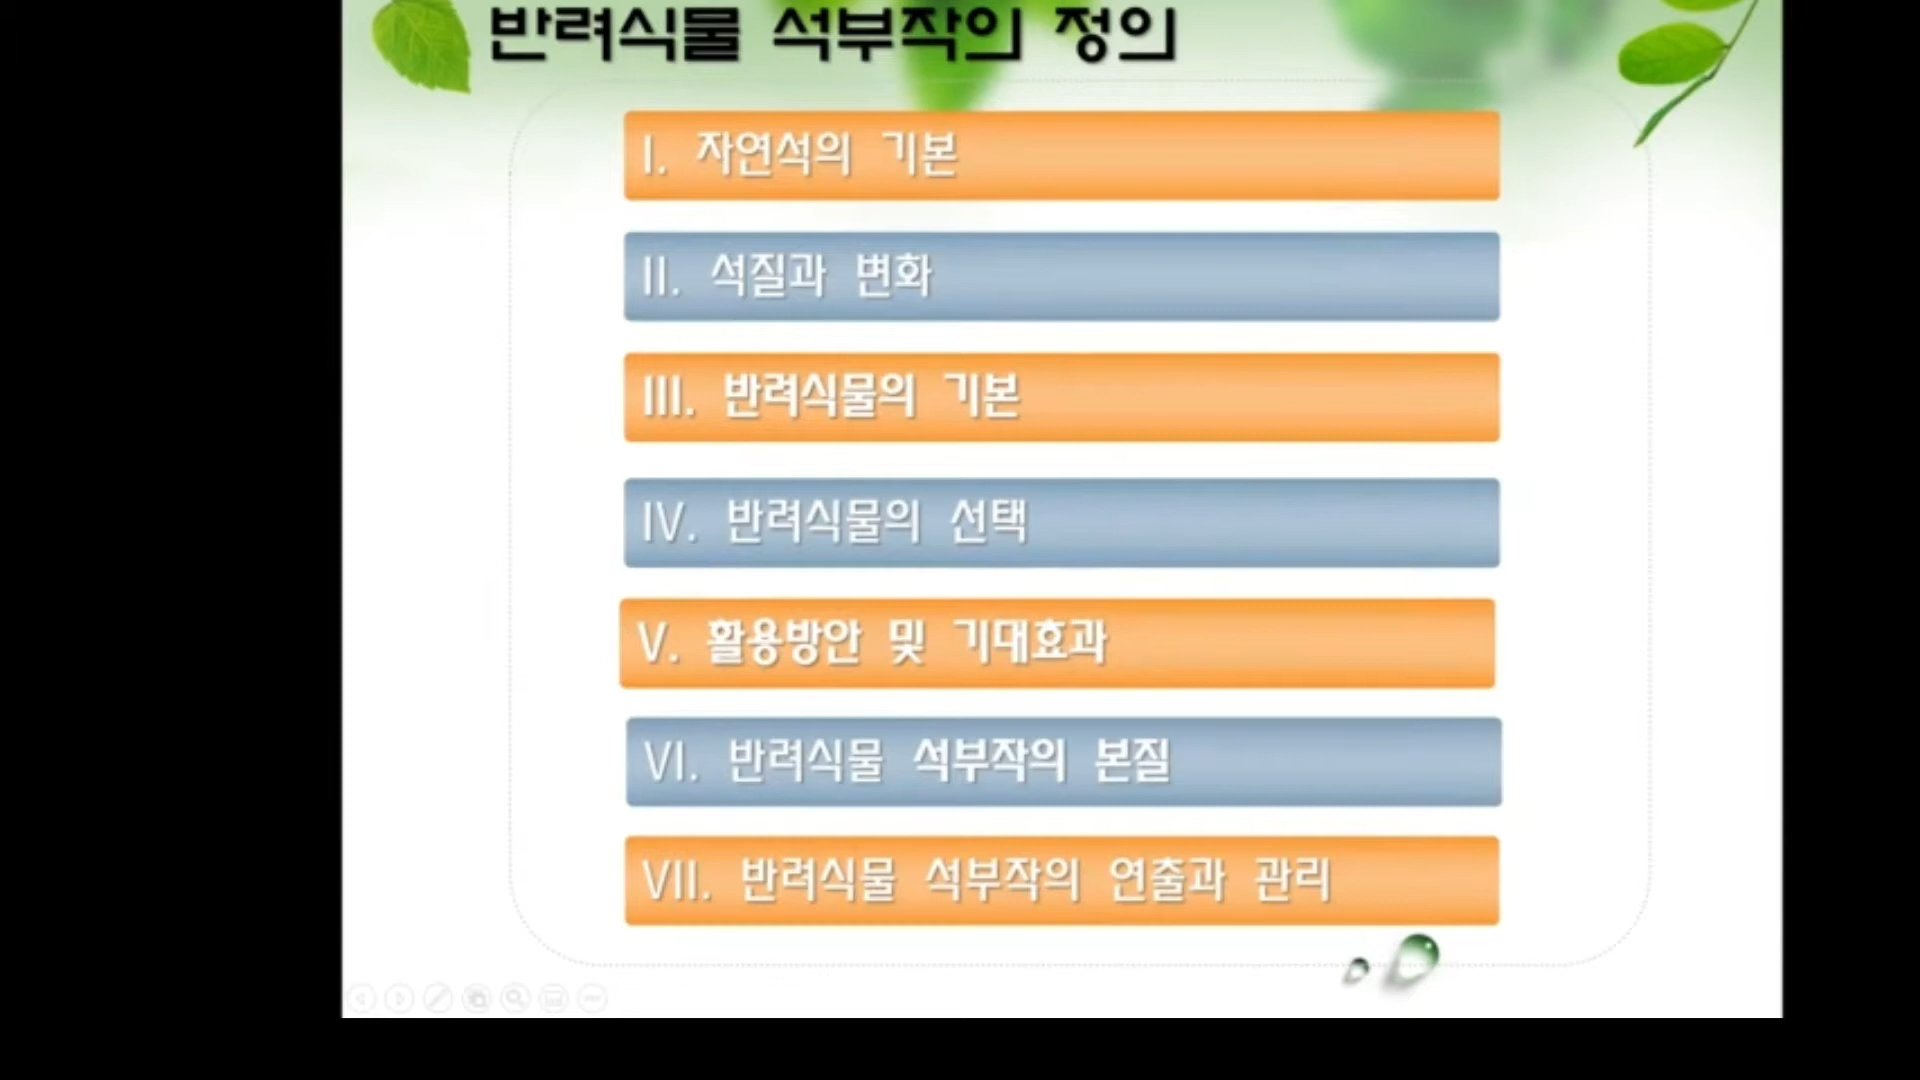 반려식물 석부작의 정의
I. 자연석의 기본
II. 석질과 변화
III. 반려식물의 기본
IV. 반려식물의 선택
V. 활용방안 및 기대효과
VI. 반려식물 석부작의 본질
VII. 반려식물 석부작의 연출과 관리